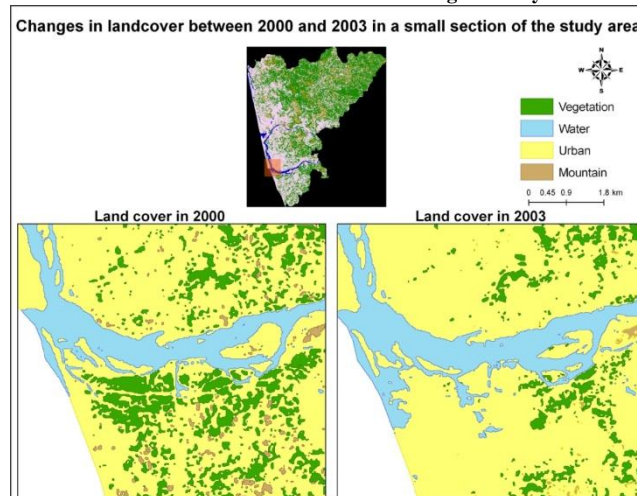 Changes in landcover between 2000 and 2003 in a small section of the study area
N
W E
S
Vegetation
Water
Urban
Mountain
0 0.45 0.9 1.8 km
Land cover in 2000
Land cover in 2003